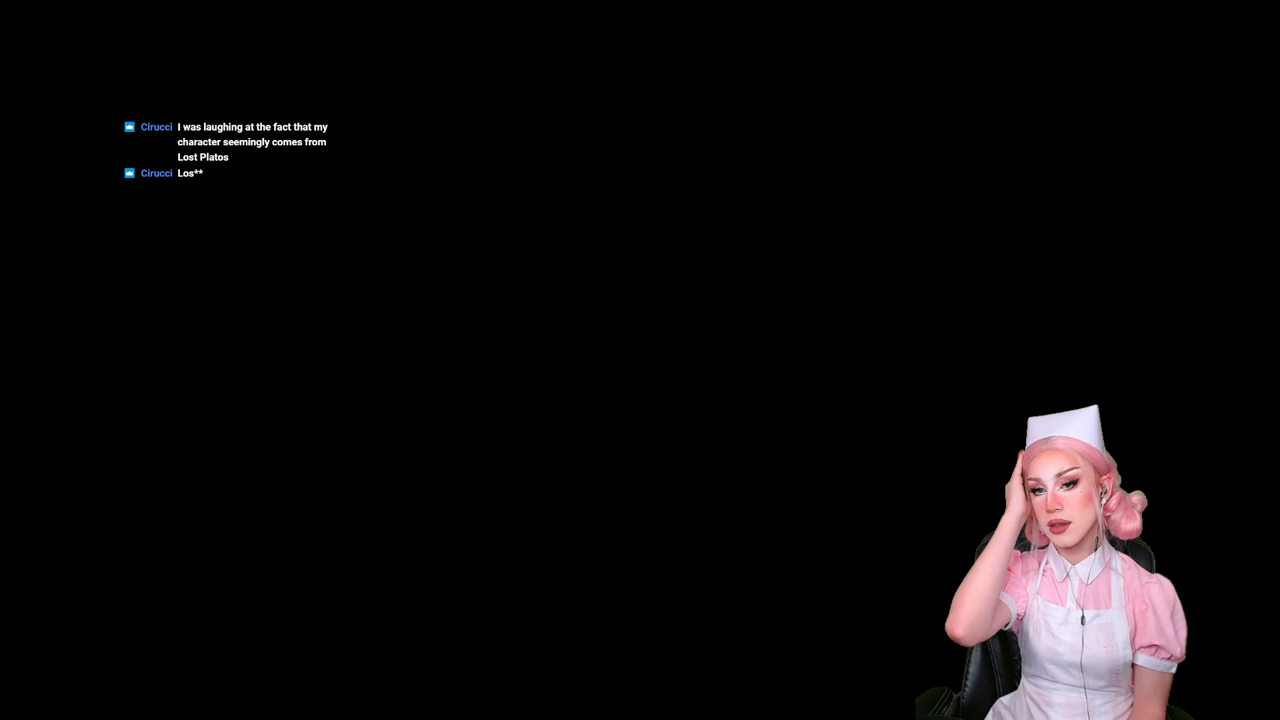 Cirucci I was laughing at the fact that my
character seemingly comes from
Lost Platos
Cirucci Los**